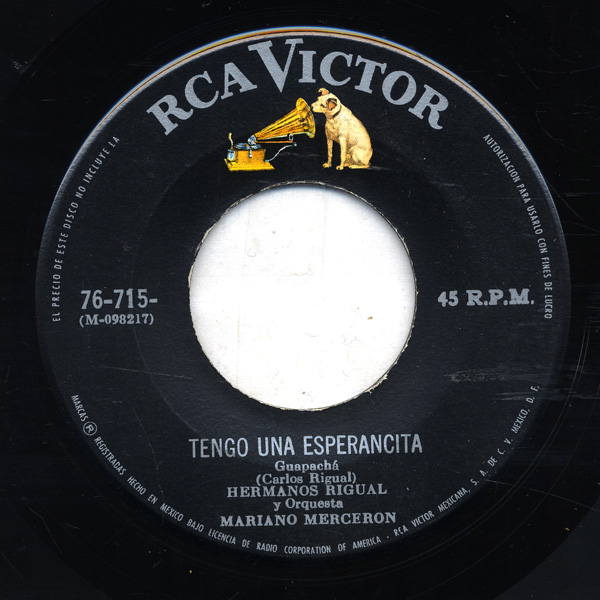 RCA VICTOR
EL PRECIO DE ESTE DISCO NO INCLUYE LA
AUTORIZACION PARA USARLO CON FINES DE LUCRO
76-715-
(M-098217)
45 R.P.M.
TENGO UNA ESPERANCITA
Guapachá
(Carlos Rigual)
HERMANOS RIGUAL
y Orquesta
MARIANO MERCERON
MARCAS ® REGISTRADAS HECHO EN MEXICO BAJO LICENCIA DE RADIO CORPORATION OF AMERICA - RCA VICTOR MEXICANA, S. A. DE C. V. MEXICO, D. F.